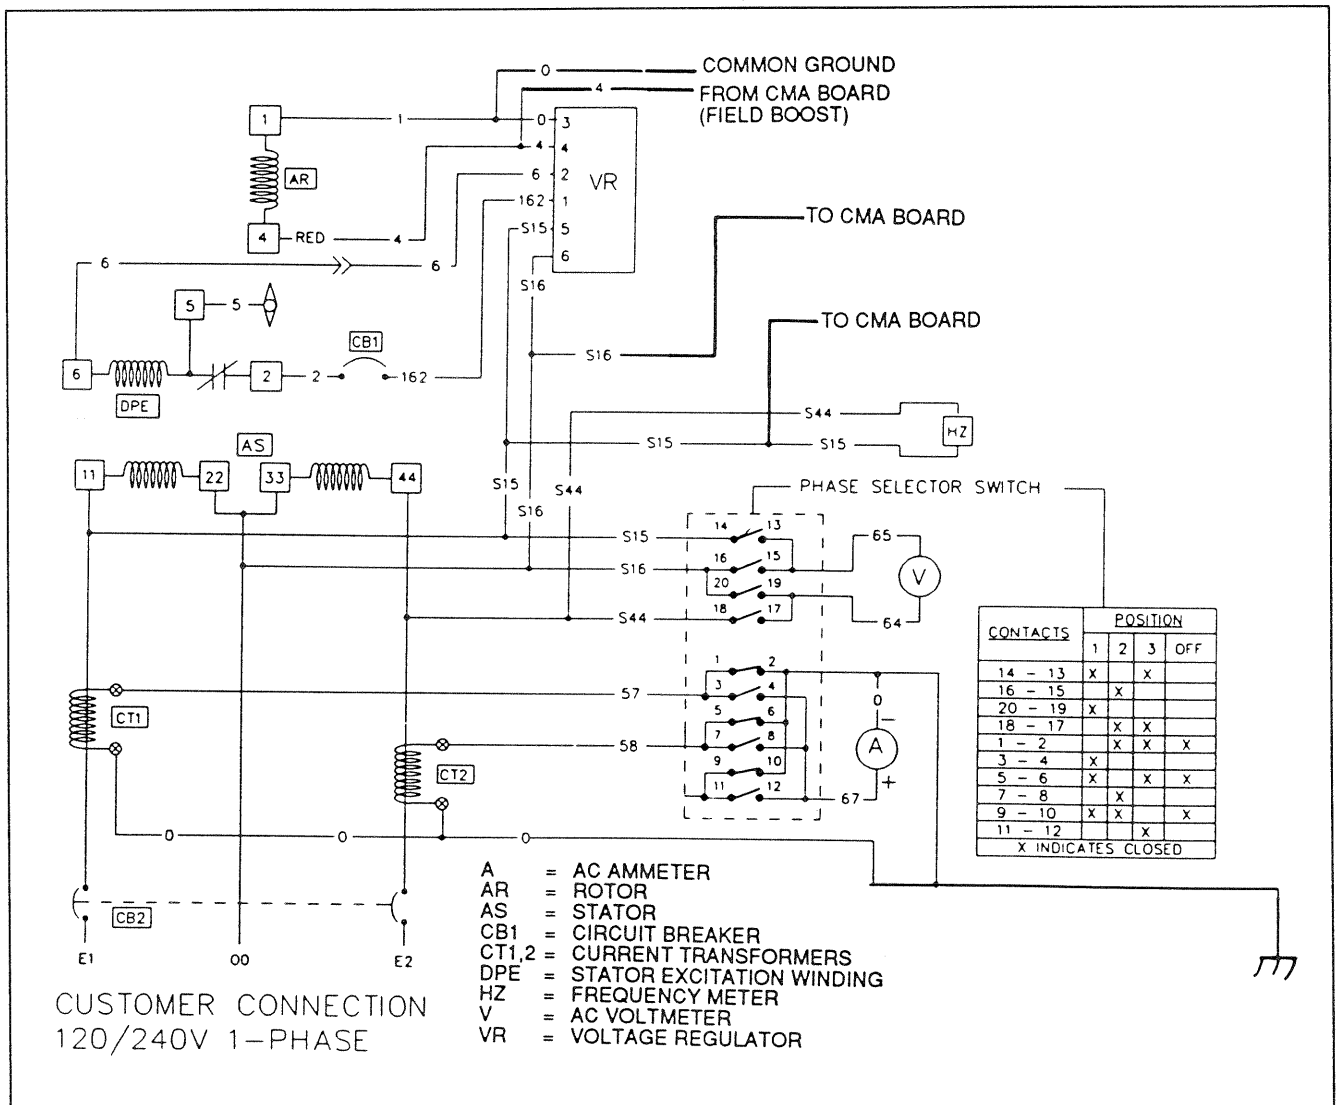 0 COMMON GROUND
4 FROM CMA BOARD
(FIELD BOOST)
1 1 0 3
4 4
AR
6 2 VR
162 1
S15 5
4 RED 4
6 6 6
TO CMA BOARD
S16
5 5
TO CMA BOARD
CB1
S16
6 2 2 162
DPE
S44
HZ
AS
S15 S15
11 22 33 44
S15 S44
S16
PHASE SELECTOR SWITCH
14 13
S15 65
16 15
S16 V
20 19
18 17
S44 64
1 2
57 3 4 0
CT1 5 6 −
58 7 8 A
CT2 9 10 +
11 12 67
0 0 0
CONTACTS POSITION
1 2 3 OFF
14 - 13 X X
16 - 15 X
20 - 19 X
18 - 17 X X
1 - 2 X X X
3 - 4 X
5 - 6 X X X
7 - 8 X
9 - 10 X X X
11 - 12 X
X INDICATES CLOSED
CB2
E1 00 E2
CUSTOMER CONNECTION
120/240V 1-PHASE
A = AC AMMETER
AR = ROTOR
AS = STATOR
CB1 = CIRCUIT BREAKER
CT1,2 = CURRENT TRANSFORMERS
DPE = STATOR EXCITATION WINDING
HZ = FREQUENCY METER
V = AC VOLTMETER
VR = VOLTAGE REGULATOR